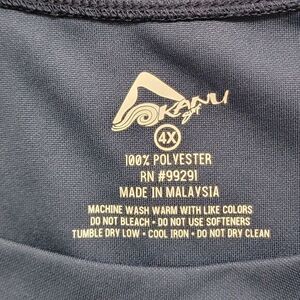 KANU
surf
4X
100% POLYESTER
RN #99291
MADE IN MALAYSIA
MACHINE WASH WARM WITH LIKE COLORS
DO NOT BLEACH • DO NOT USE SOFTENERS
TUMBLE DRY LOW • COOL IRON • DO NOT DRY CLEAN